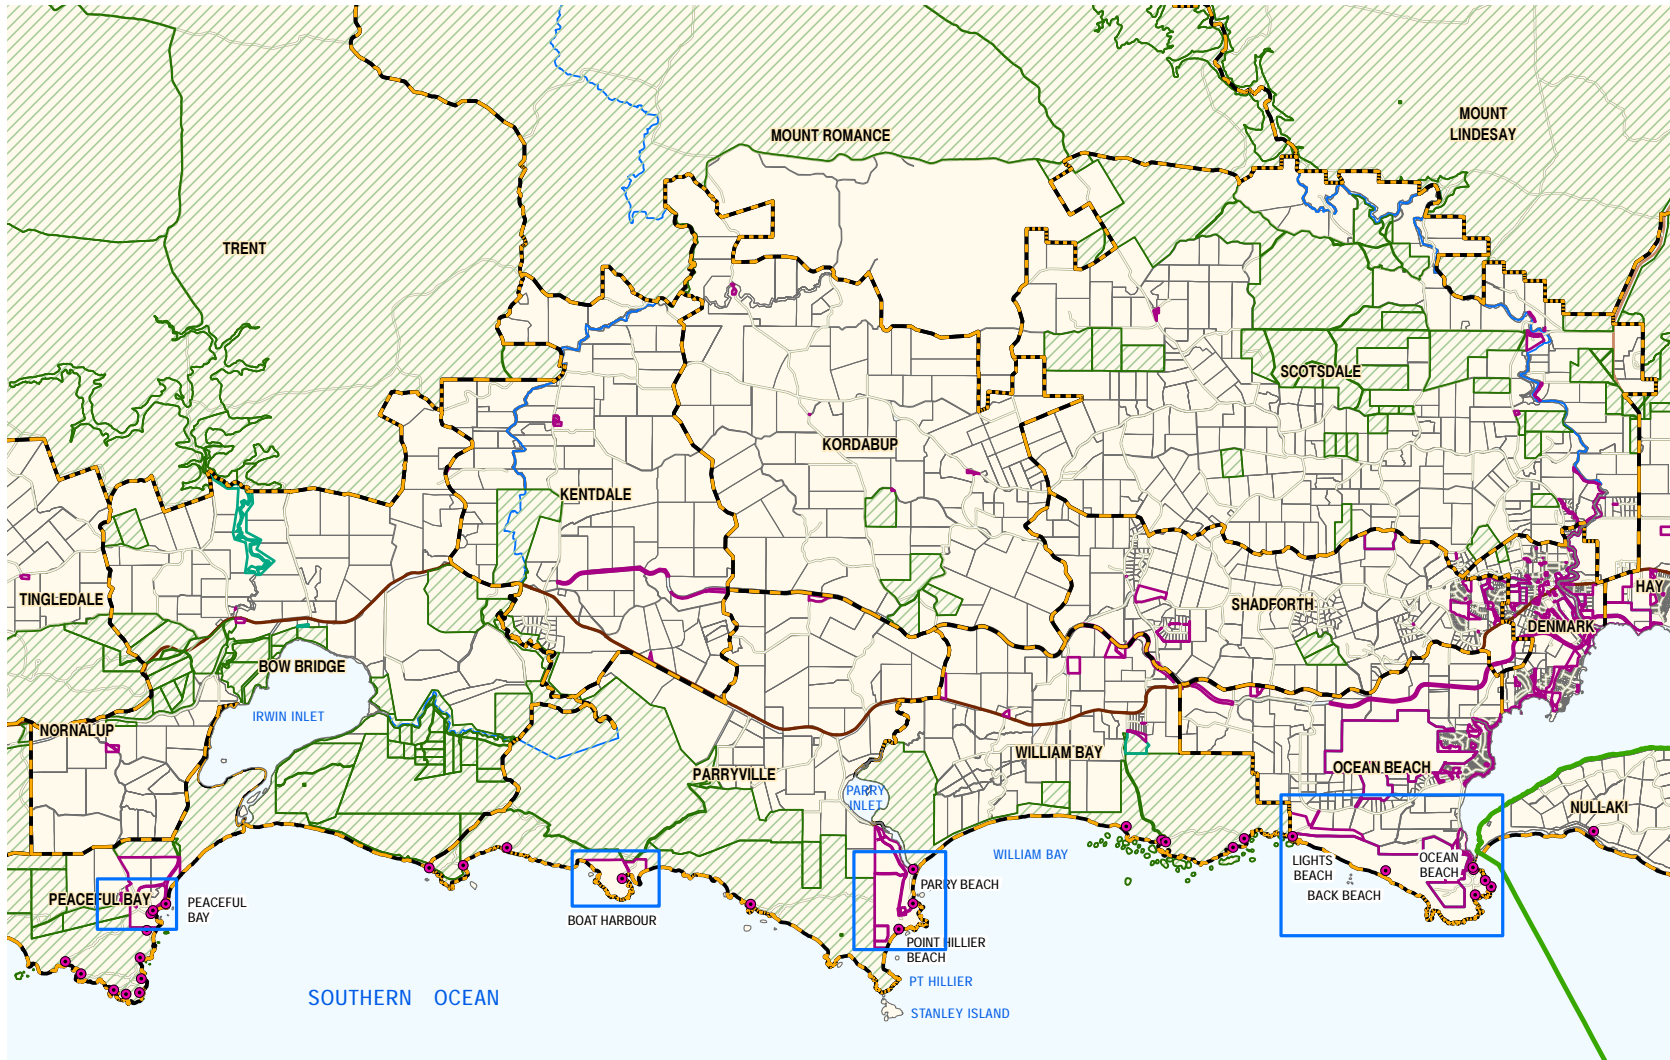 MOUNT
LINDESAY
MOUNT ROMANCE
TRENT
SCOTSDALE
KORDABUP
KENTDALE
TINGLEDALE
SHADFORTH
HAY
DENMARK
BOW BRIDGE
IRWIN INLET
NORNALUP
WILLIAM BAY
PARRYVILLE
OCEAN BEACH
PARRY
INLET
NULLAKI
WILLIAM BAY
LIGHTS
BEACH
OCEAN
BEACH
BACK BEACH
PARRY BEACH
PEACEFUL BAY
PEACEFUL
BAY
BOAT HARBOUR
POINT HILLIER
BEACH
PT HILLIER
SOUTHERN OCEAN
STANLEY ISLAND